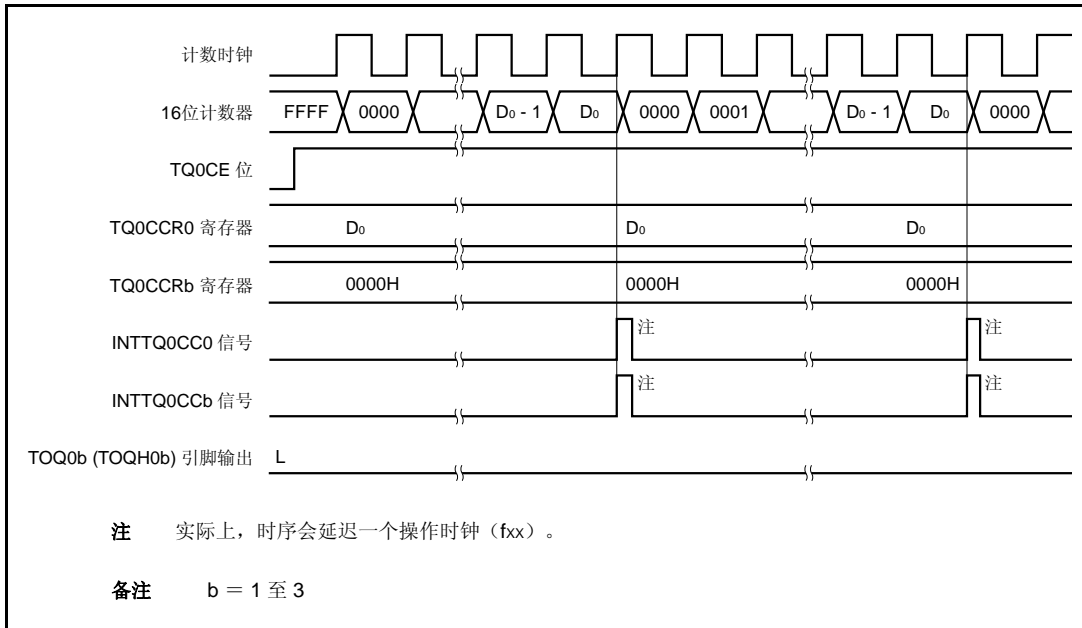 计数时钟
16位计数器 FFFF 0000 D0 - 1 D0 0000 0001 D0 - 1 D0 0000
TQ0CE 位
TQ0CCR0 寄存器 D0 D0 D0
TQ0CCRb 寄存器 0000H 0000H 0000H
INTTQ0CC0 信号 注 注
INTTQ0CCb 信号 注 注
TOQ0b (TOQH0b) 引脚输出 L
注 实际上，时序会延迟一个操作时钟（fxx）。
备注 b ＝ 1 至 3